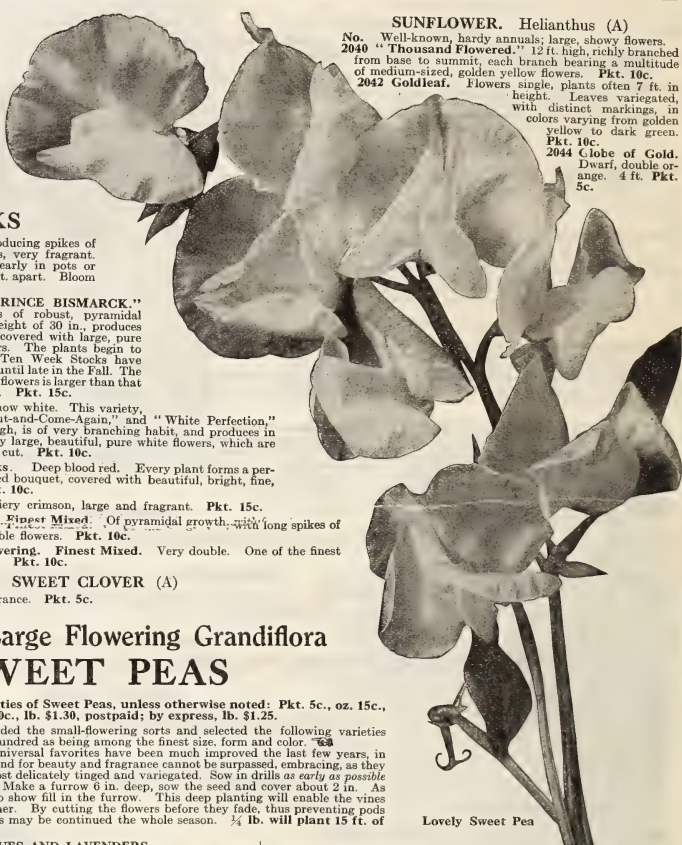 SUNFLOWER. Helianthus (A)
No. Well-known, hardy annuals; large, showy flowers.
2040 "Thousand Flowered." 12 ft. high, richly branched
from base to summit, each branch bearing a multitude
of medium-sized, golden yellow flowers. Pkt. 10c.
2042 Goldleaf. Flowers single, plants often 7 ft. in
height. Leaves variegated,
with distinct markings, in
colors varying from golden
yellow to dark green.
Pkt. 10c.
2044 Globe of Gold.
Dwarf, double or-
ange. 4 ft. Pkt.
5c.
KS
oducing spikes of
s, very fragrant.
early in pots or
t. apart. Bloom
RINCE BISMARCK."
s of robust, pyramidal
eight of 30 in., produces
covered with large, pure
rs. The plants begin to
Ten Week Stocks have
until late in the Fall. The
flowers is larger than that
. Pkt. 15c.
now white. This variety,
ut-and-Come-Again," and "White Perfection,"
gh, is of very branching habit, and produces in
y large, beautiful, pure white flowers, which are
cut. Pkt. 10c.
ks. Deep blood red. Every plant forms a per-
ed bouquet, covered with beautiful, bright, fine,
t. 10c.
iery crimson, large and fragrant. Pkt. 15c.
Finest Mixed. Of pyramidal growth, with long spikes of
ble flowers. Pkt. 10c.
wering. Finest Mixed. Very double. One of the finest
Pkt. 10c.
SWEET CLOVER (A)
rance. Pkt. 5c.
arge Flowering Grandiflora
WEET PEAS
ties of Sweet Peas, unless otherwise noted: Pkt. 5c., oz. 15c.,
0c., lb. $1.30, postpaid; by express, lb. $1.25.
ded the small-flowering sorts and selected the following varieties
undred as being among the finest size, form and color.
niversal favorites have been much improved the last few years, in
nd for beauty and fragrance cannot be surpassed, embracing, as they
ost delicately tinged and variegated. Sow in drills as early as possible
Make a furrow 6 in. deep, sow the seed and cover about 2 in. As
o show fill in the furrow. This deep planting will enable the vines
ner. By cutting the flowers before they fade, thus preventing pods
s may be continued the whole season. ¼ lb. will plant 15 ft. of
Lovely Sweet Pea
UES AND LAVENDERS